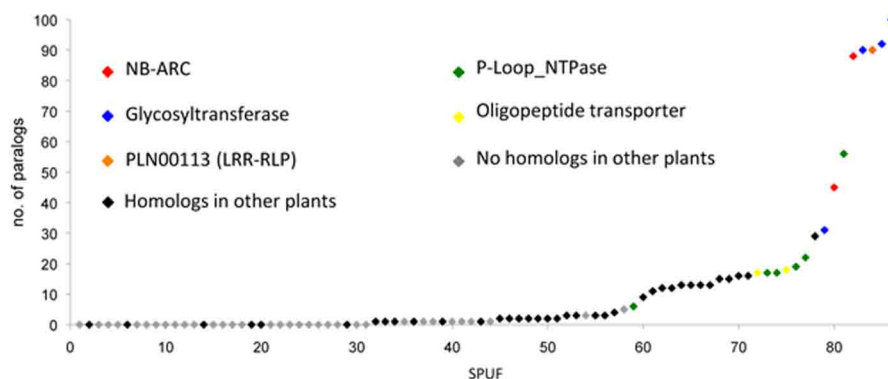 100
90
80
70
60
50
40
30
20
10
0
no. of paralogs
NB-ARC
Glycosyltransferase
PLN00113 (LRR-RLP)
Homologs in other plants
P-Loop_NTPase
Oligopeptide transporter
No homologs in other plants
0 10 20 30 40 50 60 70 80
SPUF